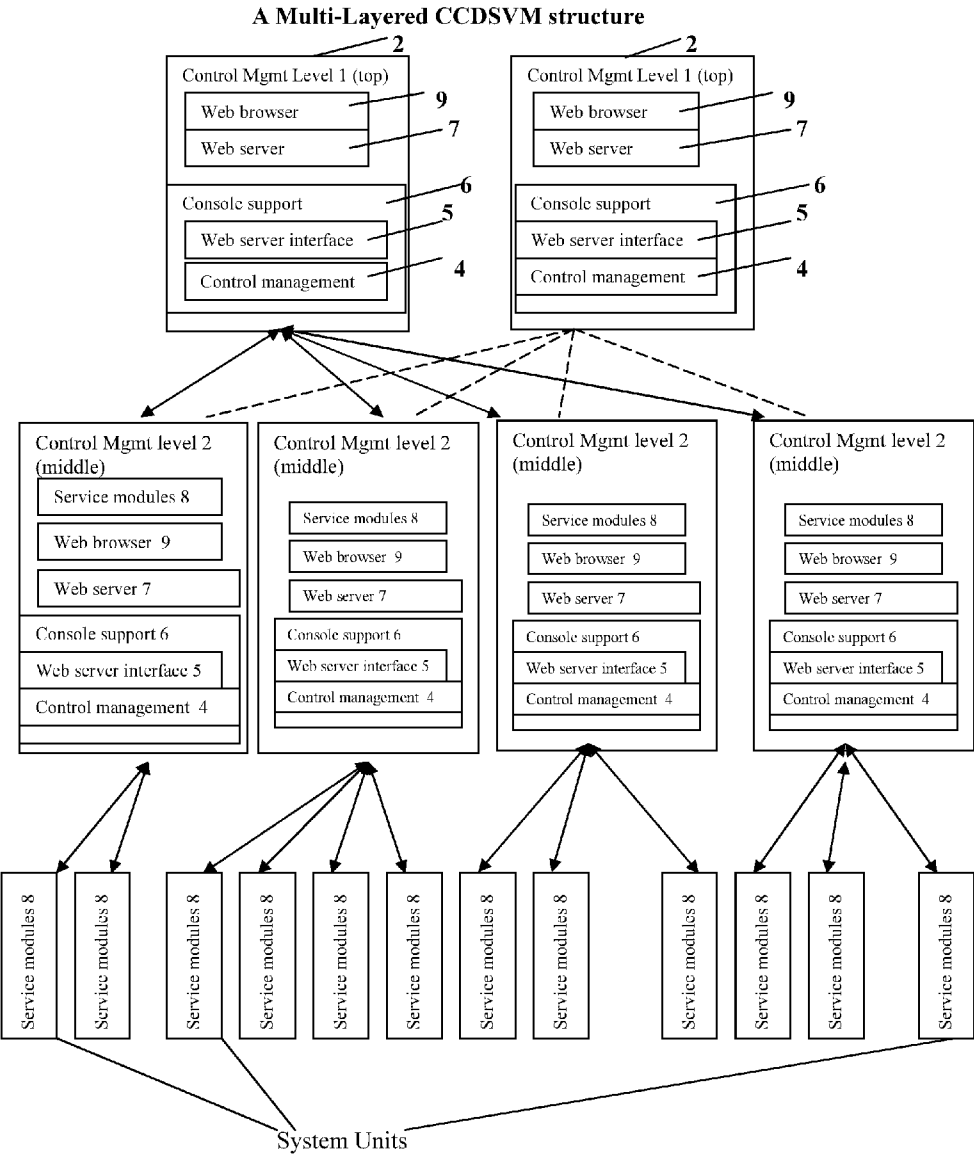 A Multi-Layered CCDSVM structure
2
Control Mgmt Level 1 (top)
9
Web browser
7
Web server
6
Console support
5
Web server interface
4
Control management
2
Control Mgmt Level 1 (top)
9
Web browser
7
Web server
6
Console support
5
Web server interface
4
Control management
Control Mgmt level 2
(middle)
Service modules 8
Web browser 9
Web server 7
Console support 6
Web server interface 5
Control management 4
Control Mgmt level 2
(middle)
Service modules 8
Web browser 9
Web server 7
Console support 6
Web server interface 5
Control management 4
Control Mgmt level 2
(middle)
Service modules 8
Web browser 9
Web server 7
Console support 6
Web server interface 5
Control management 4
Control Mgmt level 2
(middle)
Service modules 8
Web browser 9
Web server 7
Console support 6
Web server interface 5
Control management 4
Service modules 8
Service modules 8
Service modules 8
Service modules 8
Service modules 8
Service modules 8
Service modules 8
Service modules 8
Service modules 8
Service modules 8
Service modules 8
Service modules 8
System Units